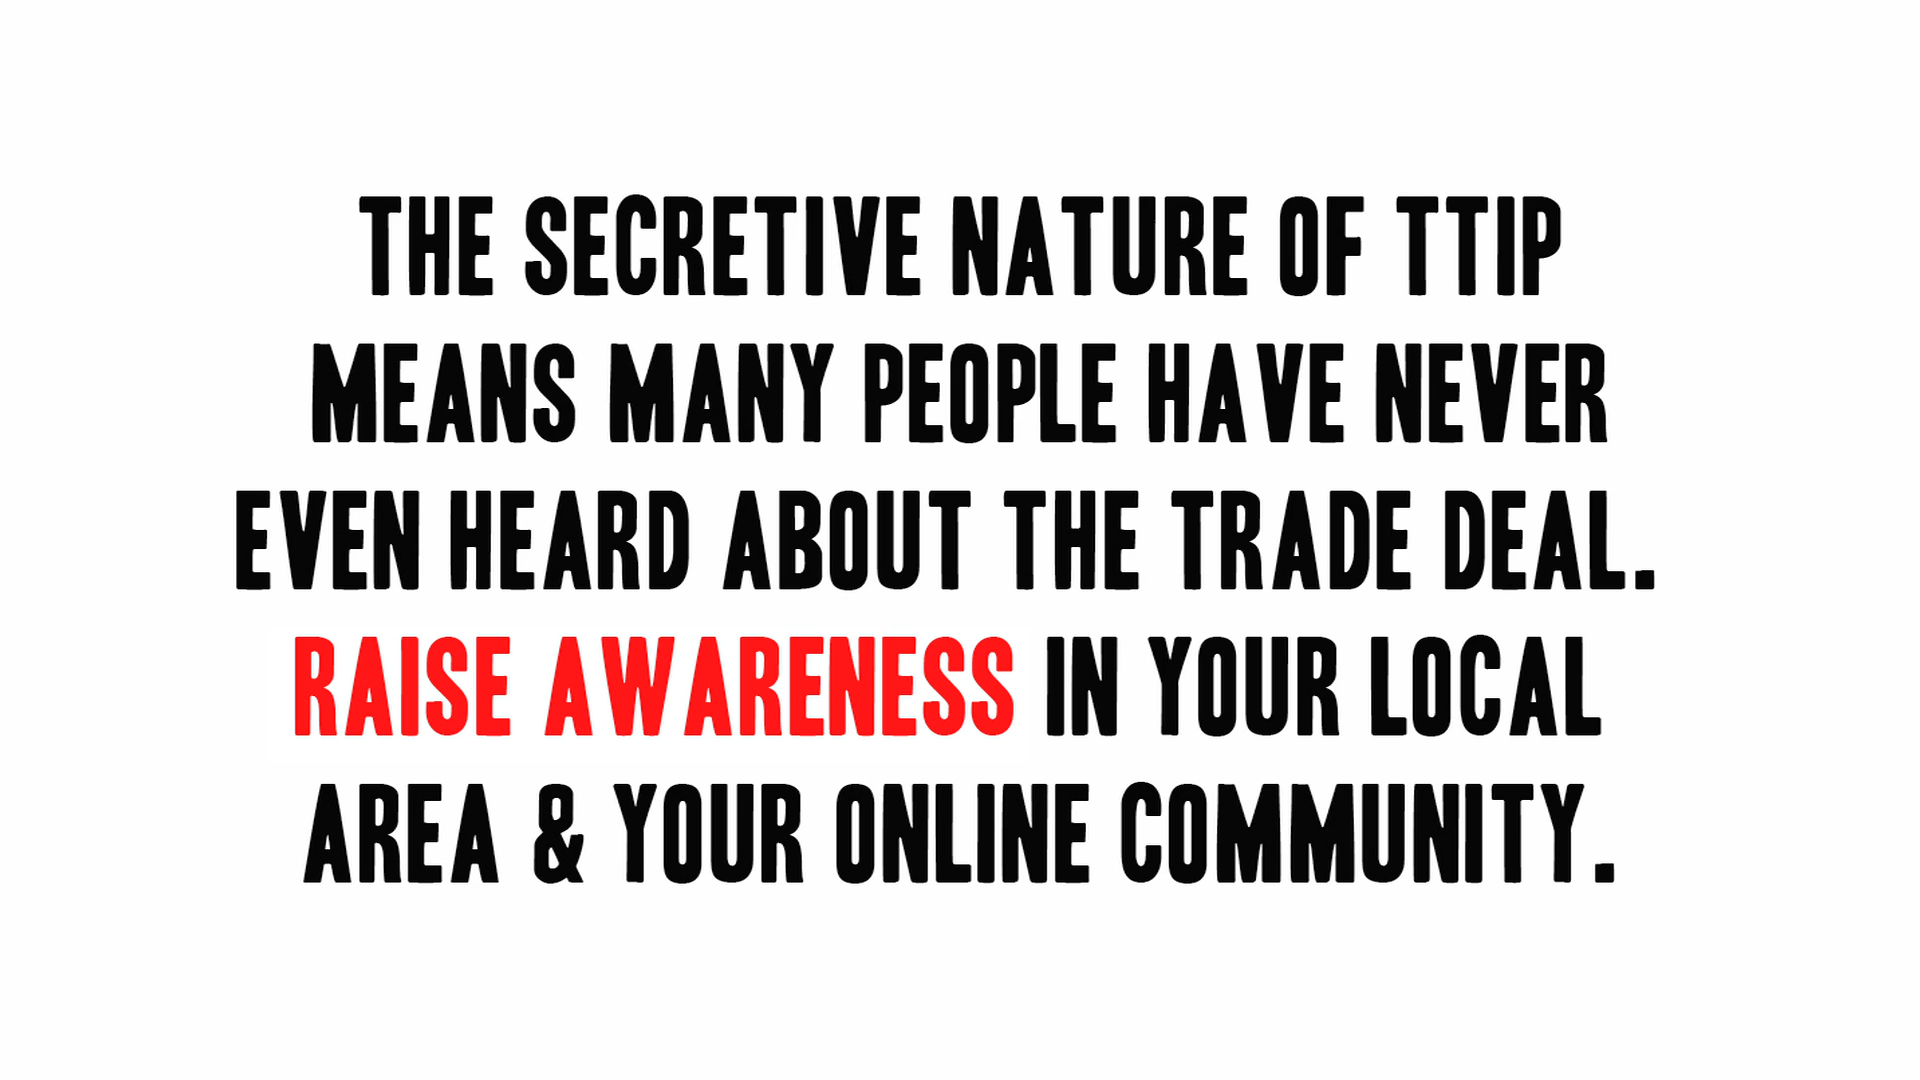 THE SECRETIVE NATURE OF TTIP
MEANS MANY PEOPLE HAVE NEVER
EVEN HEARD ABOUT THE TRADE DEAL.
RAISE AWARENESS IN YOUR LOCAL
AREA & YOUR ONLINE COMMUNITY.